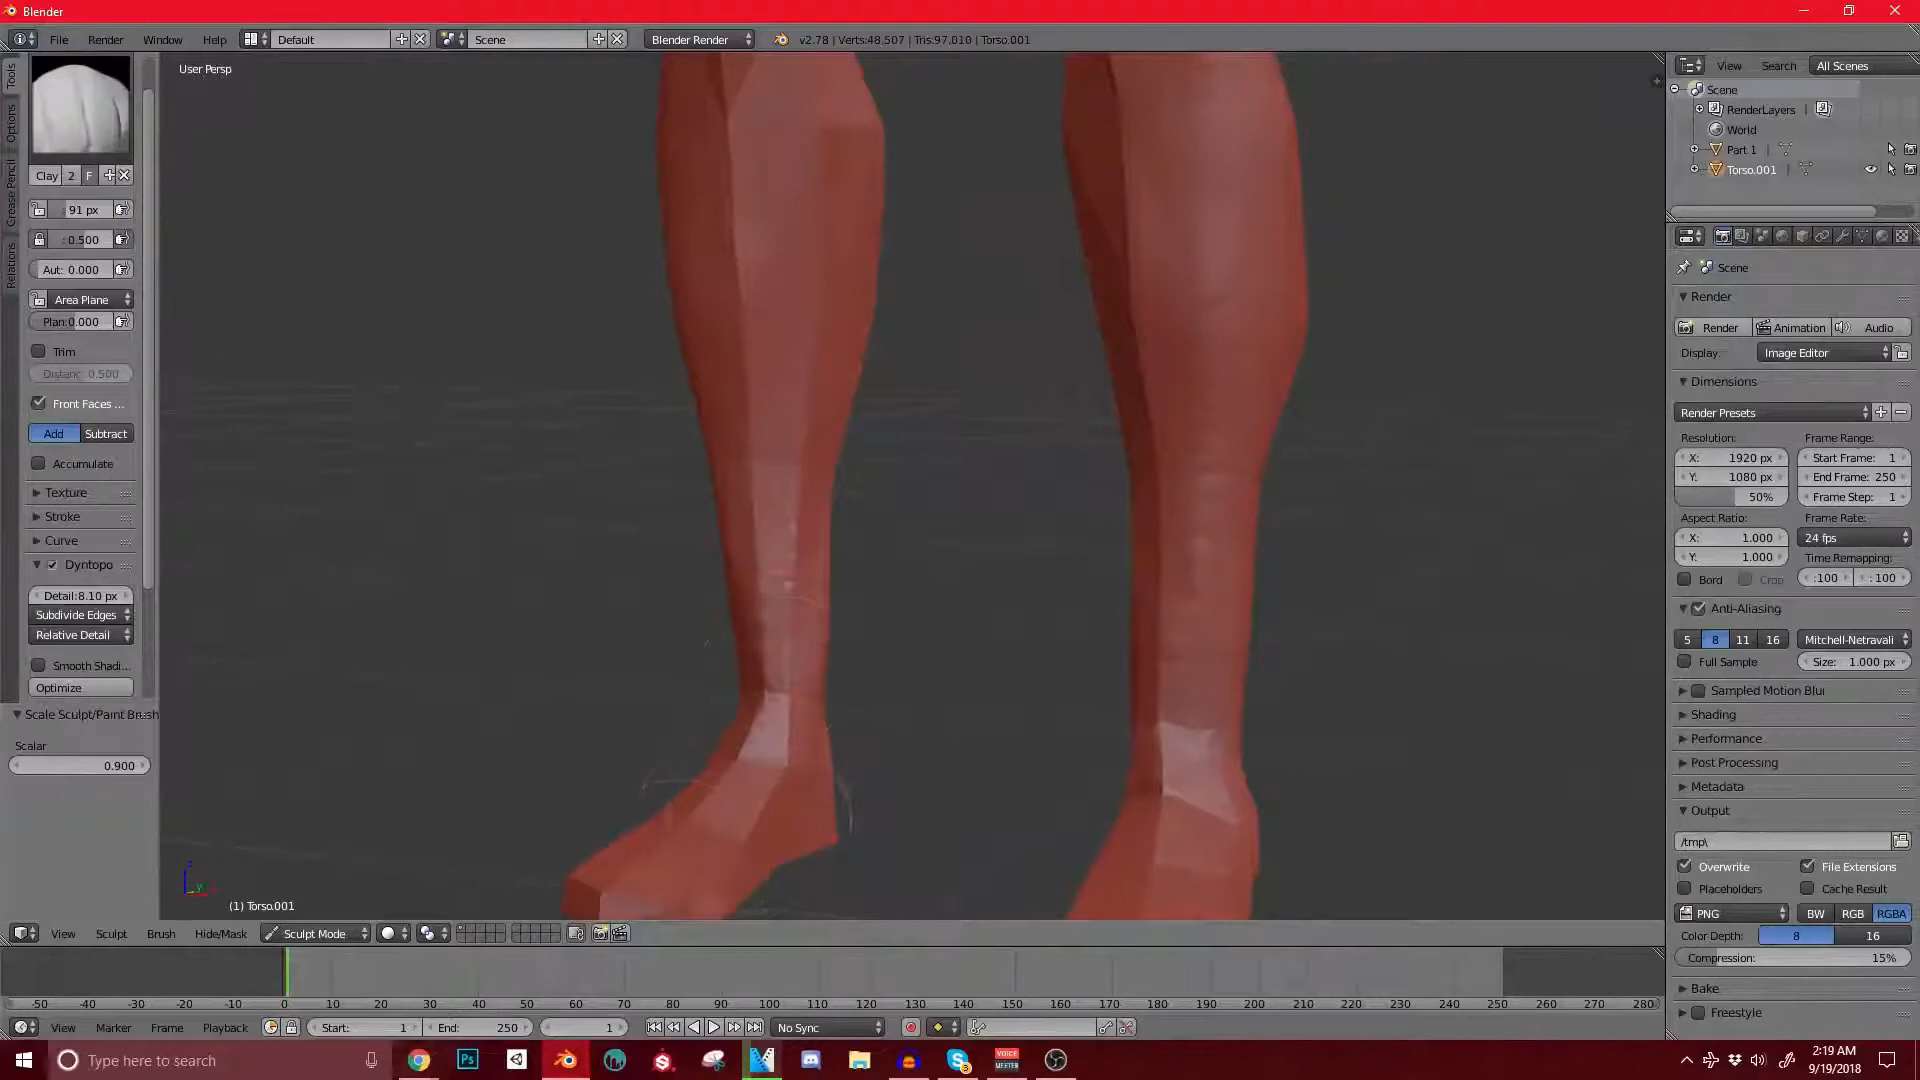 Blender
File Render Window Help Default Scene Blender Render v2.78 | Verts:48,507 | Tris:97,010 | Torso.001
User Persp
Tools
Options
Grease Pencil
Relations
Clay 2 F
91 px
0.500
Aut: 0.000
Area Plane
Plan:0.000
Trim
Distanc: 0.500
Front Faces ...
Add Subtract
Accumulate
Texture
Stroke
Curve
Dyntopo
Detail:8.10 px
Subdivide Edges
Relative Detail
Smooth Shadi...
Optimize
Scale Sculpt/Paint Brush
Scalar
0.900
(1) Torso.001
View Search All Scenes
Scene
RenderLayers
World
Part 1
Torso.001
Scene
Render
Render Animation Audio
Display: Image Editor
Dimensions
Render Presets
Resolution: Frame Range:
X: 1920 px Start Frame: 1
Y: 1080 px End Frame: 250
50% Frame Step: 1
Aspect Ratio: Frame Rate:
X: 1.000 24 fps
Y: 1.000 Time Remapping:
Bord Crop :100 : 100
Anti-Aliasing
5 8 11 16 Mitchell-Netravali
Full Sample Size: 1.000 px
Sampled Motion Blur
Shading
Performance
Post Processing
Metadata
Output
/tmp\
Overwrite File Extensions
Placeholders Cache Result
PNG BW RGB RGBA
Color Depth: 8 16
Compression: 15%
Bake
Freestyle
View Sculpt Brush Hide/Mask Sculpt Mode
-50 -40 -30 -20 -10 0 10 20 30 40 50 60 70 80 90 100 110 120 130 140 150 160 170 180 190 200 210 220 230 240 250 260 270 280
View Marker Frame Playback Start: 1 End: 250 1 No Sync
Type here to search
Ps
VOICE
MEETER
2:19 AM
9/19/2018